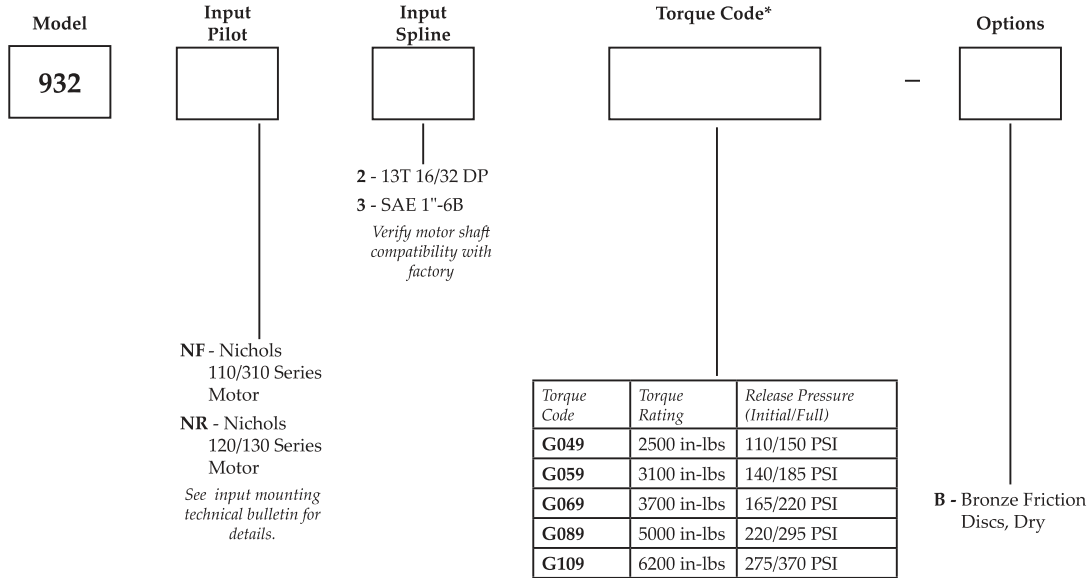 Model
Input
Pilot
Input
Spline
Torque Code*
Options
932
–
2 - 13T 16/32 DP
3 - SAE 1"-6B
Verify motor shaft
compatibility with
factory
NF - Nichols
110/310 Series
Motor
NR - Nichols
120/130 Series
Motor
See input mounting
technical bulletin for
details.
Torque Code Torque Rating Release Pressure (Initial/Full)
G049 2500 in-lbs 110/150 PSI
G059 3100 in-lbs 140/185 PSI
G069 3700 in-lbs 165/220 PSI
G089 5000 in-lbs 220/295 PSI
G109 6200 in-lbs 275/370 PSI
B - Bronze Friction
Discs, Dry